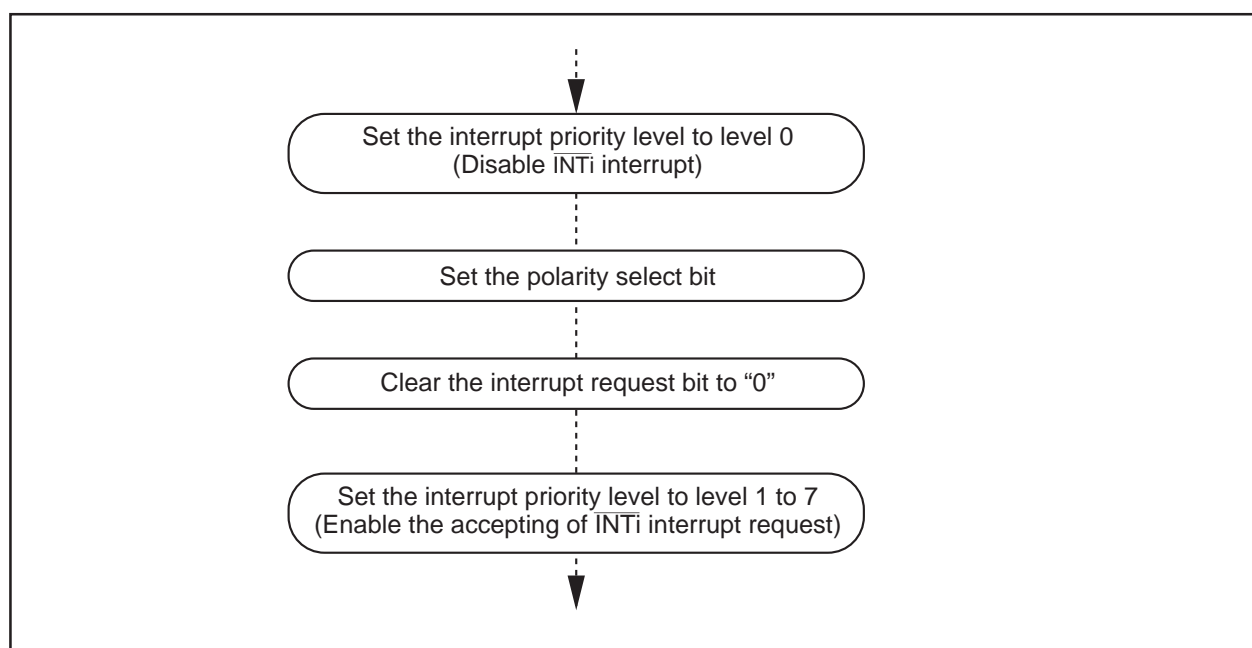 Set the interrupt priority level to level 0
(Disable I̅N̅T̅i̅ interrupt)
Set the polarity select bit
Clear the interrupt request bit to “0”
Set the interrupt priority level to level 1 to 7
(Enable the accepting of I̅N̅T̅i̅ interrupt request)